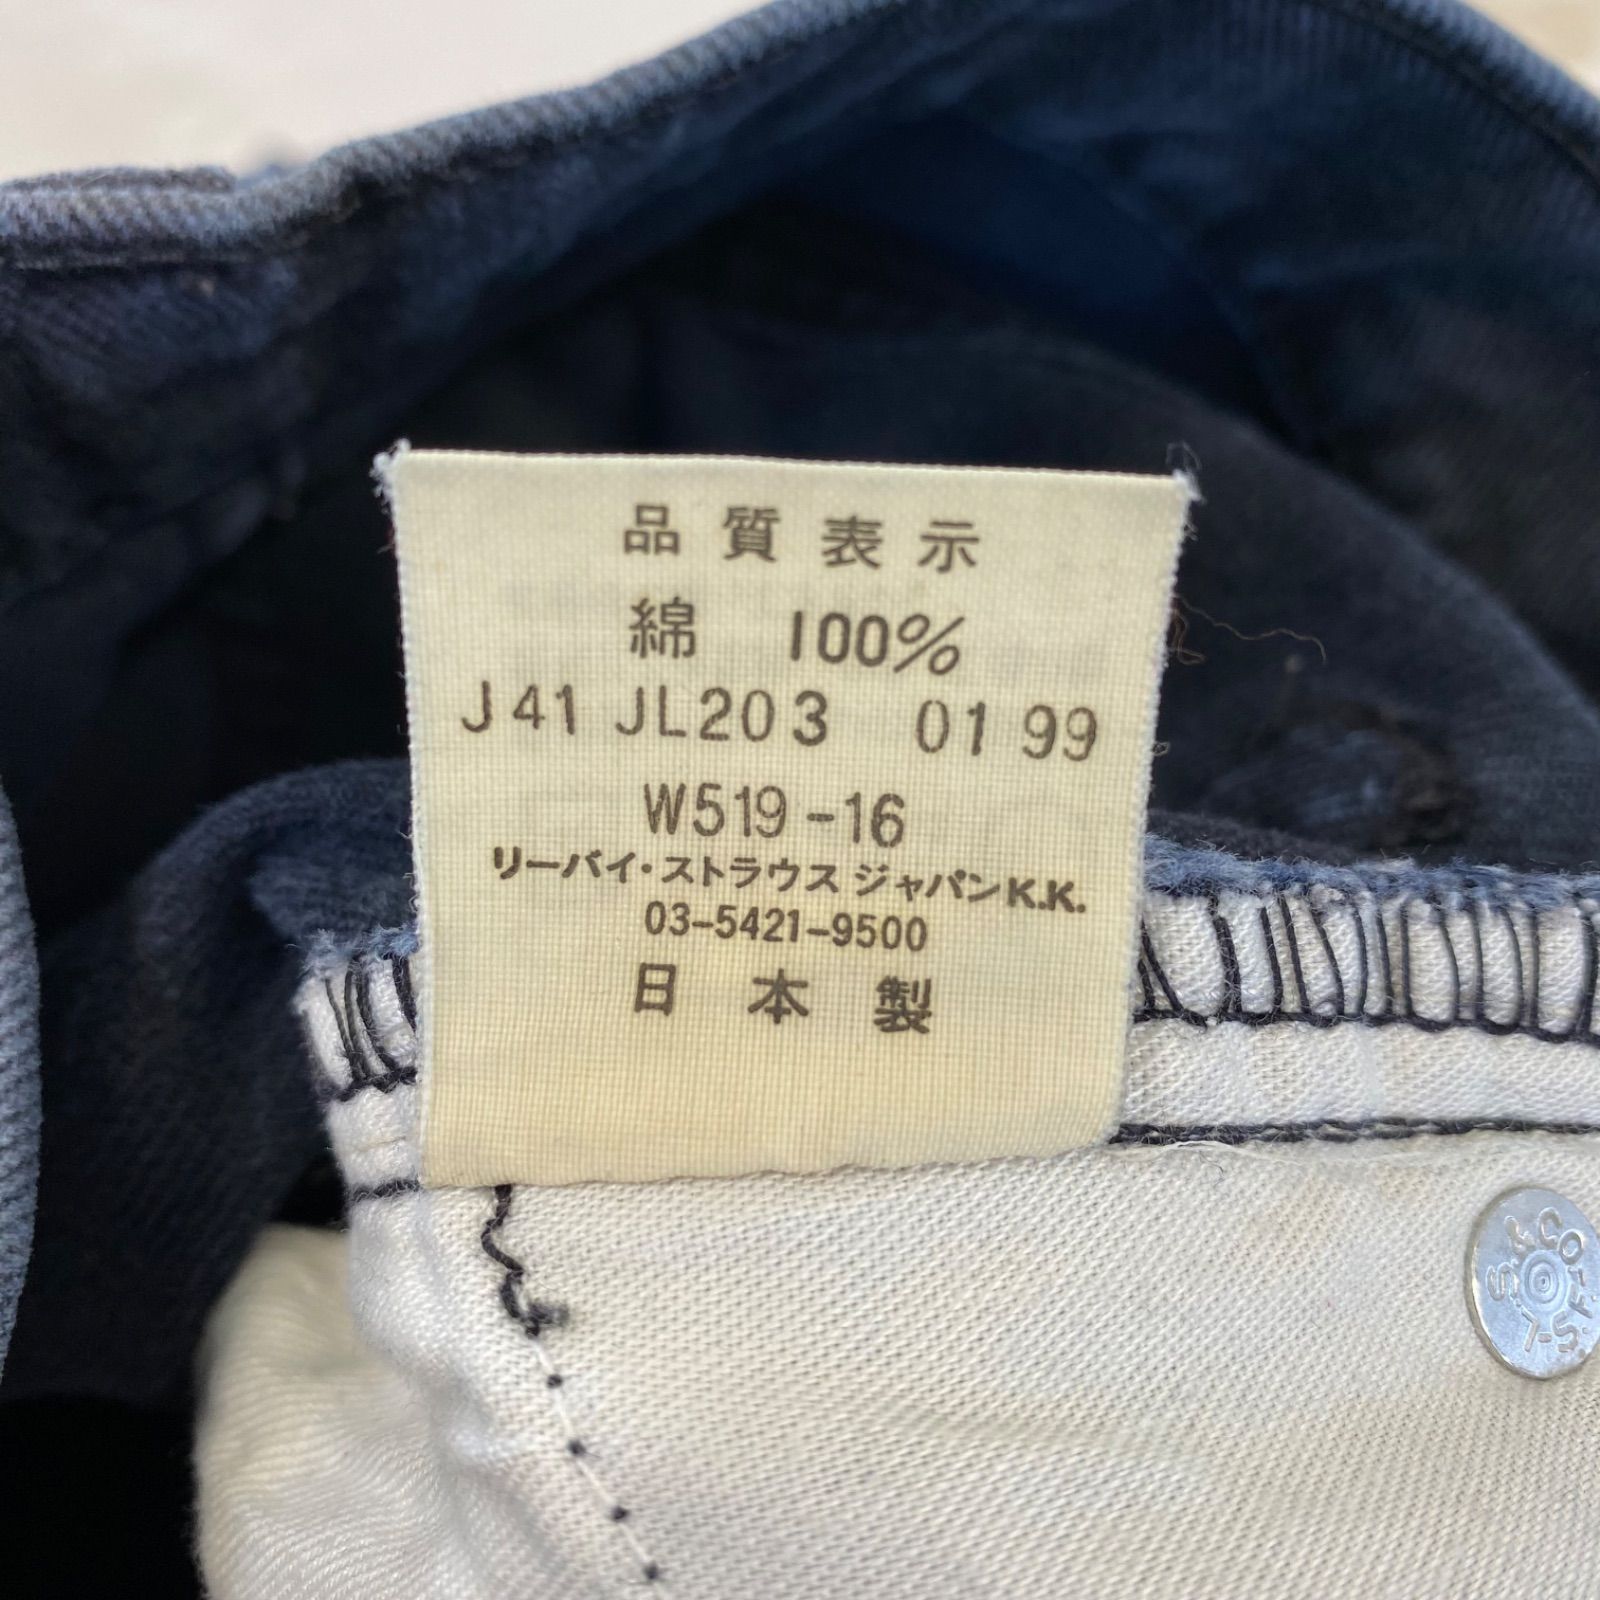 品質表示
綿 100%
J41 JL203 01 99
W519-16
リーバイ・ストラウス ジャパンK.K.
03-5421-9500
日本製
S.&CO.-S.F.-L